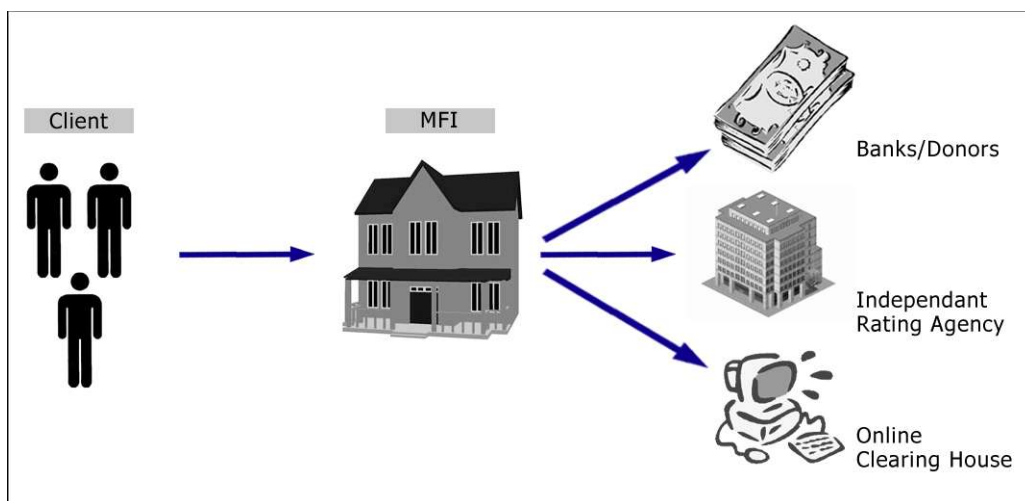 Client
MFI
Banks/Donors
Independant
Rating Agency
Online
Clearing House